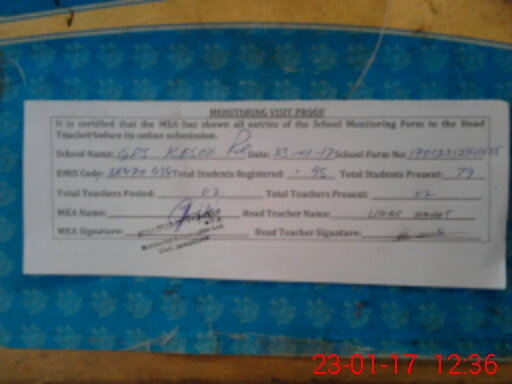 MONITORING VISIT PROOF
It is certified that the MEA has shown all entries of the School Monitoring Form to the Head
Teacher before its online submission.
School Name: GPS Pur Date: 23-01-17 School Form No:
EMIS Code: Total Students Registered: 95 Total Students Present: 79
Total Teachers Posted: 02 Total Teachers Present: 02
MEA Name: Head Teacher Name: UMAR HAYAT
MEA Signature: Head Teacher Signature:
23-01-17 12:36